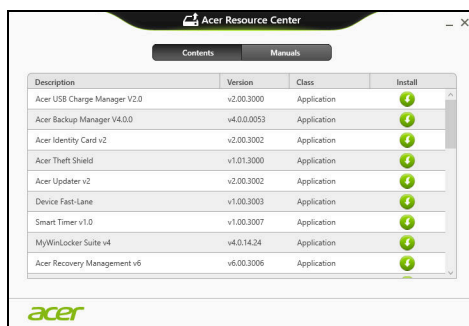 Acer Resource Center
Contents Manuals
Description Version Class Install
Acer USB Charge Manager V2.0 v2.00.3000 Application
Acer Backup Manager V4.0.0 v4.0.0.0053 Application
Acer Identity Card v2 v2.00.3002 Application
Acer Theft Shield v1.01.3000 Application
Acer Updater v2 v2.00.3002 Application
Device Fast-Lane v1.00.3003 Application
Smart Timer v1.0 v1.00.3007 Application
MyWinLocker Suite v4 v4.0.14.24 Application
Acer Recovery Management v6 v6.00.3006 Application
acer